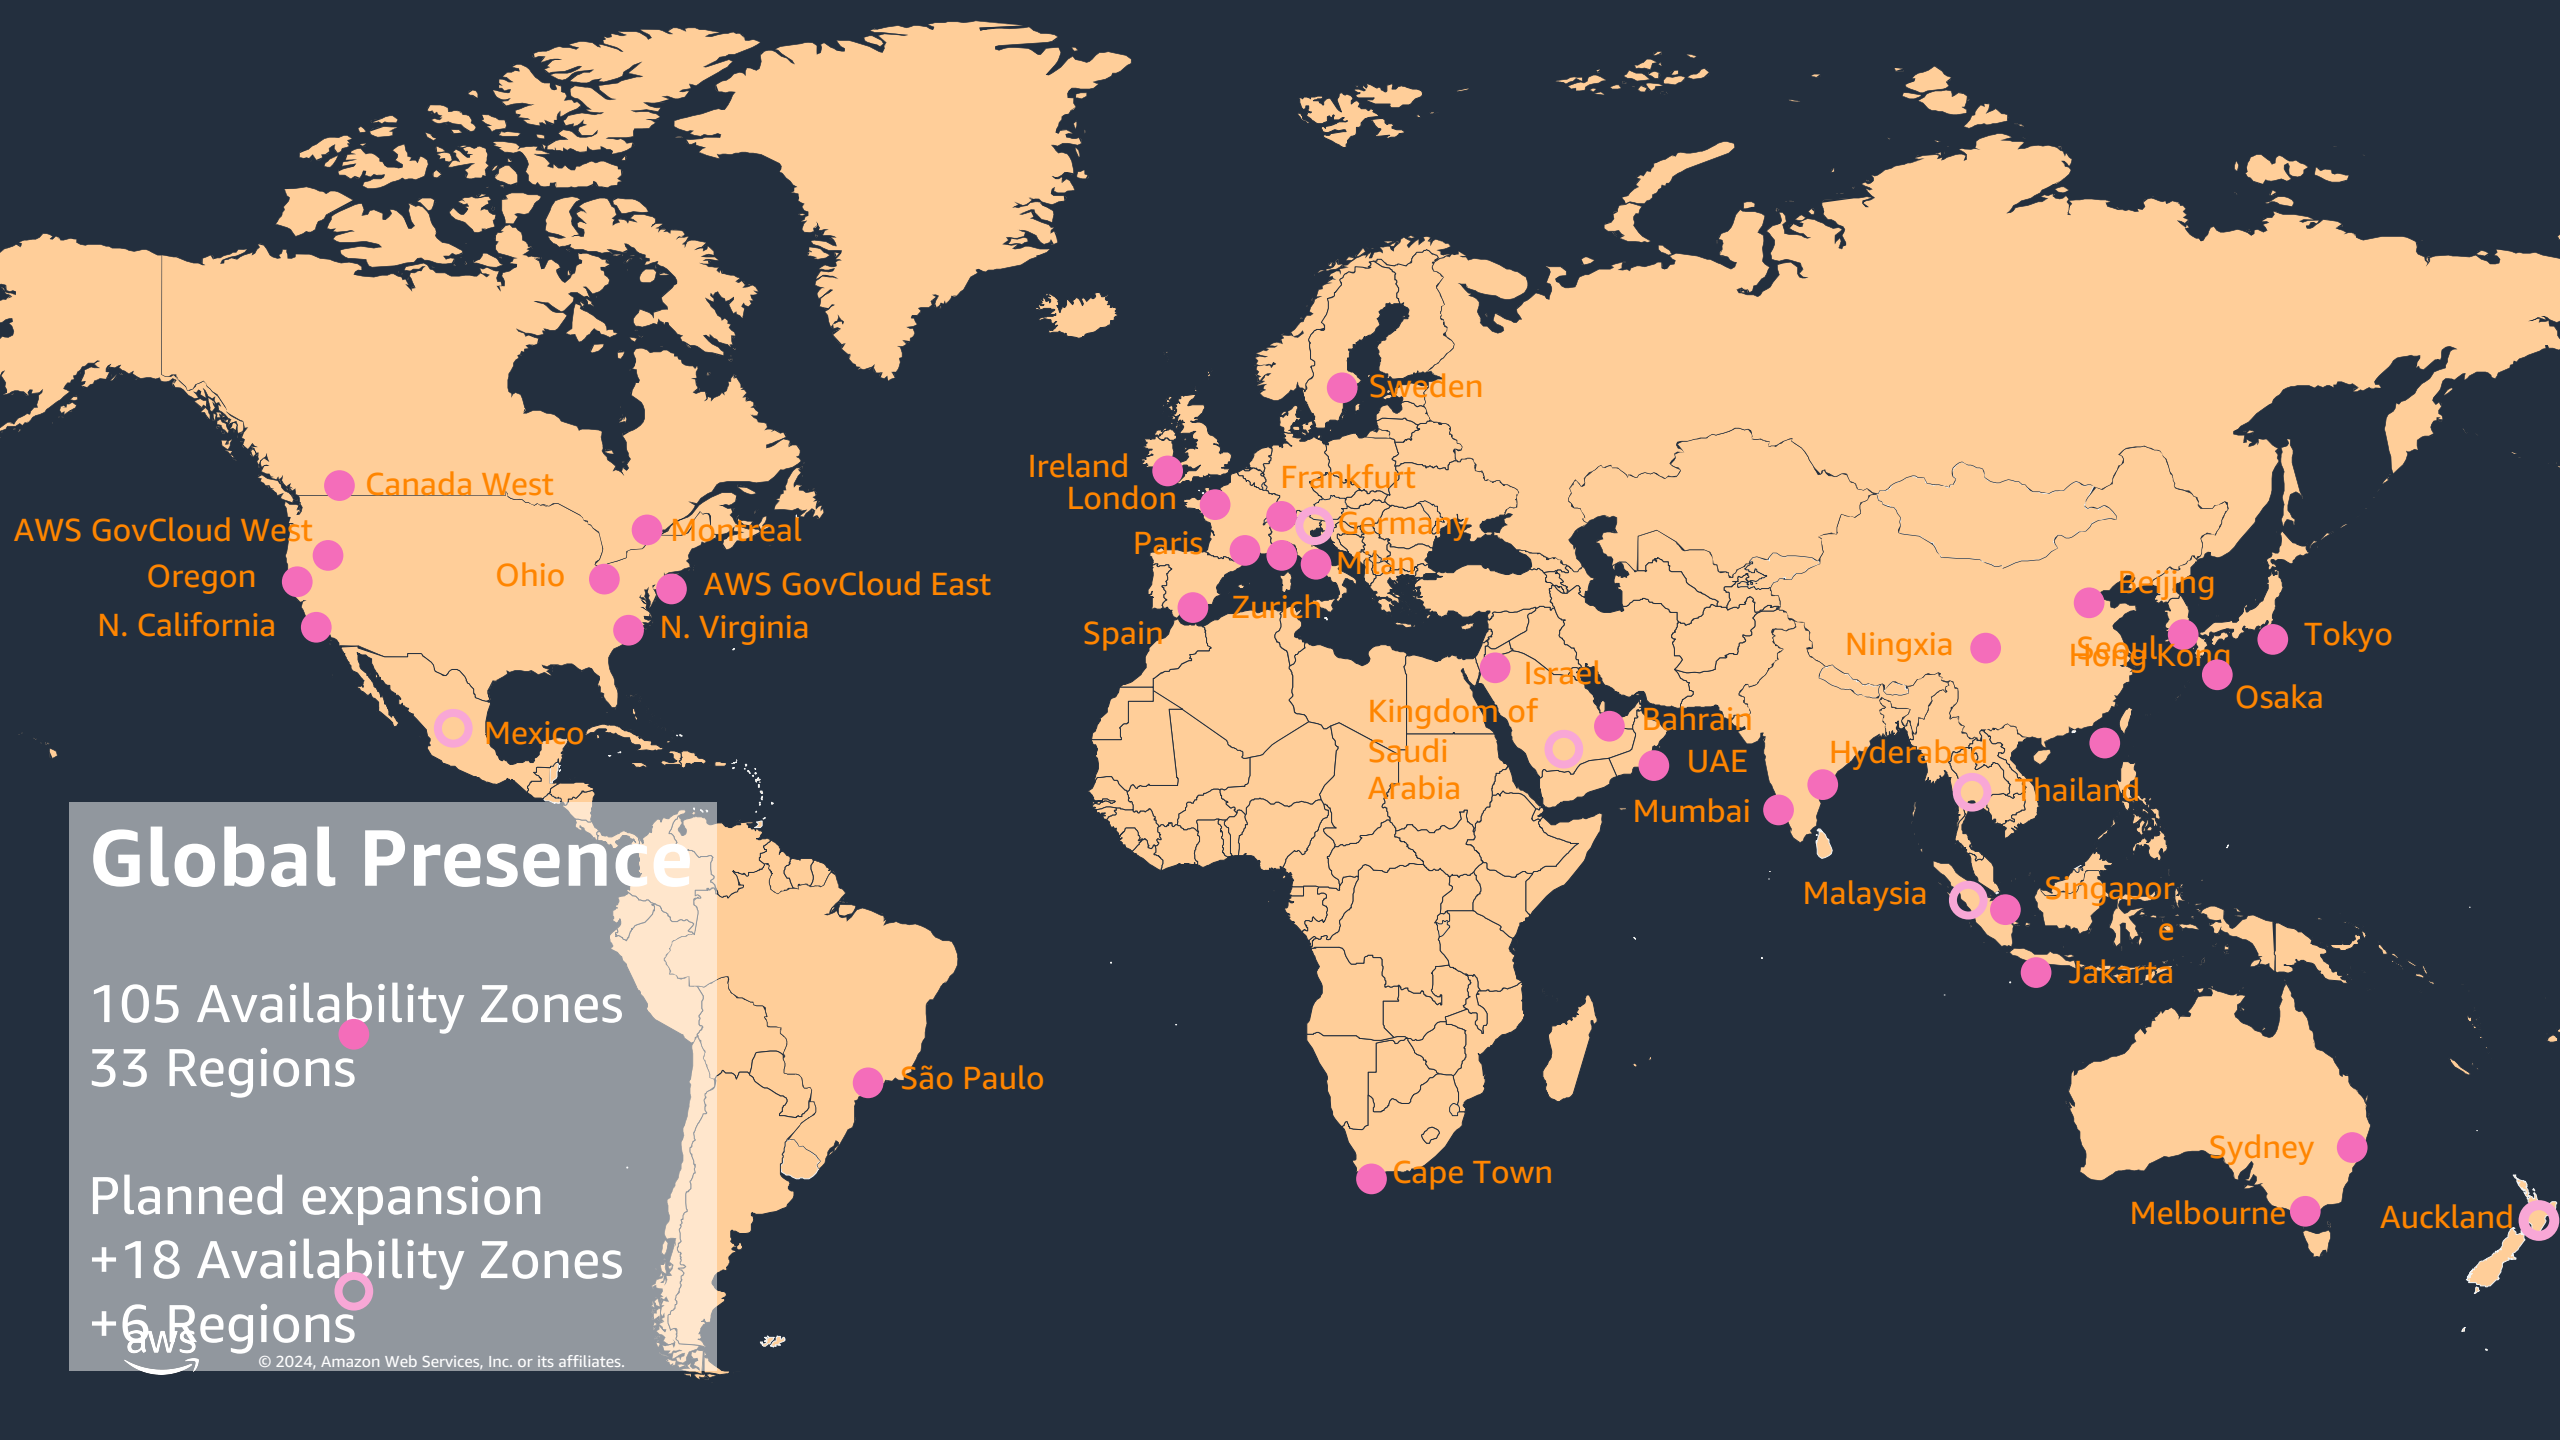 Sweden
Ireland
Frankfurt
Canada West
London
Germany
AWS GovCloud West
Montreal
Paris
Milan
Oregon
Ohio
AWS GovCloud East
Beijing
Zurich
N. California
N. Virginia
Spain
Ningxia
Seoul
Tokyo
Hong Kong
Israel
Osaka
Kingdom of
Saudi
Arabia
Bahrain
Mexico
UAE
Hyderabad
Thailand
Mumbai
Malaysia
Singapor
e
Jakarta
Global Presence
105 Availability Zones
33 Regions
São Paulo
Sydney
Cape Town
Melbourne
Auckland
Planned expansion
+18 Availability Zones
+6 Regions
aws
© 2024, Amazon Web Services, Inc. or its affiliates.